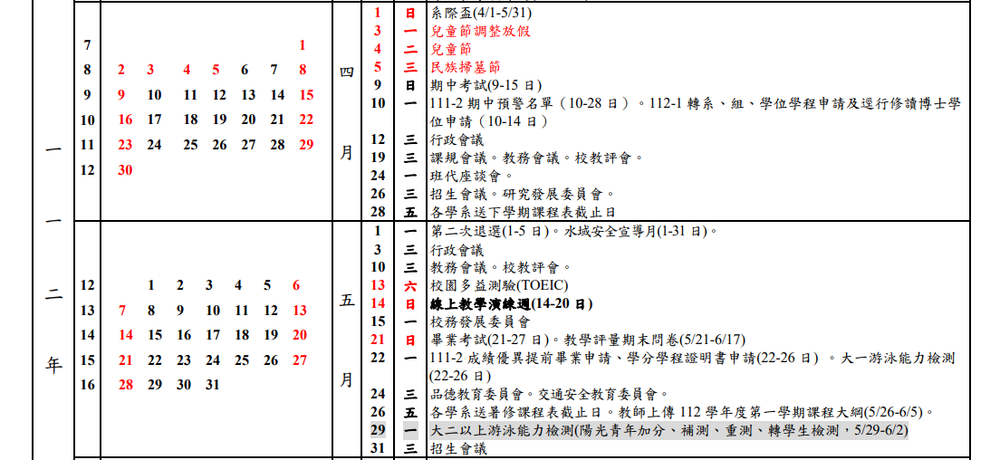 一一二年
7 1
8 2 3 4 5 6 7 8
9 9 10 11 12 13 14 15
10 16 17 18 19 20 21 22
11 23 24 25 26 27 28 29
12 30
四月
1 日 系際盃(4/1-5/31)
3 一 兒童節調整放假
4 二 兒童節
5 三 民族掃墓節
9 日 期中考試(9-15 日)
10 一 111-2 期中預警名單（10-28 日）。112-1 轉系、組、學位學程申請及逕行修讀博士學
位申請（10-14 日）
12 三 行政會議
19 三 課規會議。教務會議。校教評會。
24 一 班代座談會。
26 三 招生會議。研究發展委員會。
28 五 各學系送下學期課程表截止日
12 1 2 3 4 5 6
13 7 8 9 10 11 12 13
14 14 15 16 17 18 19 20
15 21 22 23 24 25 26 27
16 28 29 30 31
五月
1 一 第二次退選(1-5 日)。水域安全宣導月(1-31 日)。
3 三 行政會議
10 三 教務會議。校教評會。
13 六 校園多益測驗(TOEIC)
14 日 線上教學演練週(14-20 日)
15 一 校務發展委員會
21 日 畢業考試(21-27 日)。教學評量期末問卷(5/21-6/17)
22 一 111-2 成績優異提前畢業申請、學分學程證明書申請(22-26 日) 。大一游泳能力檢測
(22-26 日)
24 三 品德教育委員會。交通安全教育委員會。
26 五 各學系送暑修課程表截止日。教師上傳 112 學年度第一學期課程大綱(5/26-6/5)。
29 一 大二以上游泳能力檢測(陽光青年加分、補測、重測、轉學生檢測，5/29-6/2)
31 三 招生會議